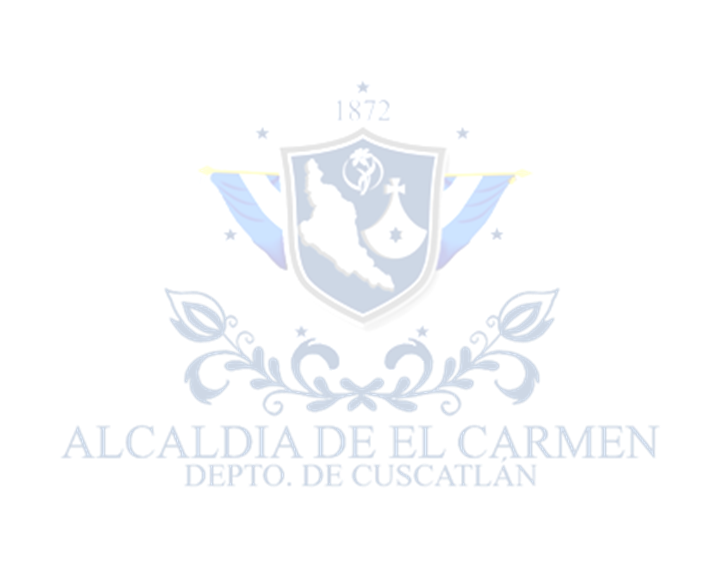 1872
ALCALDIA DE EL CARMEN
DEPTO. DE CUSCATLÁN